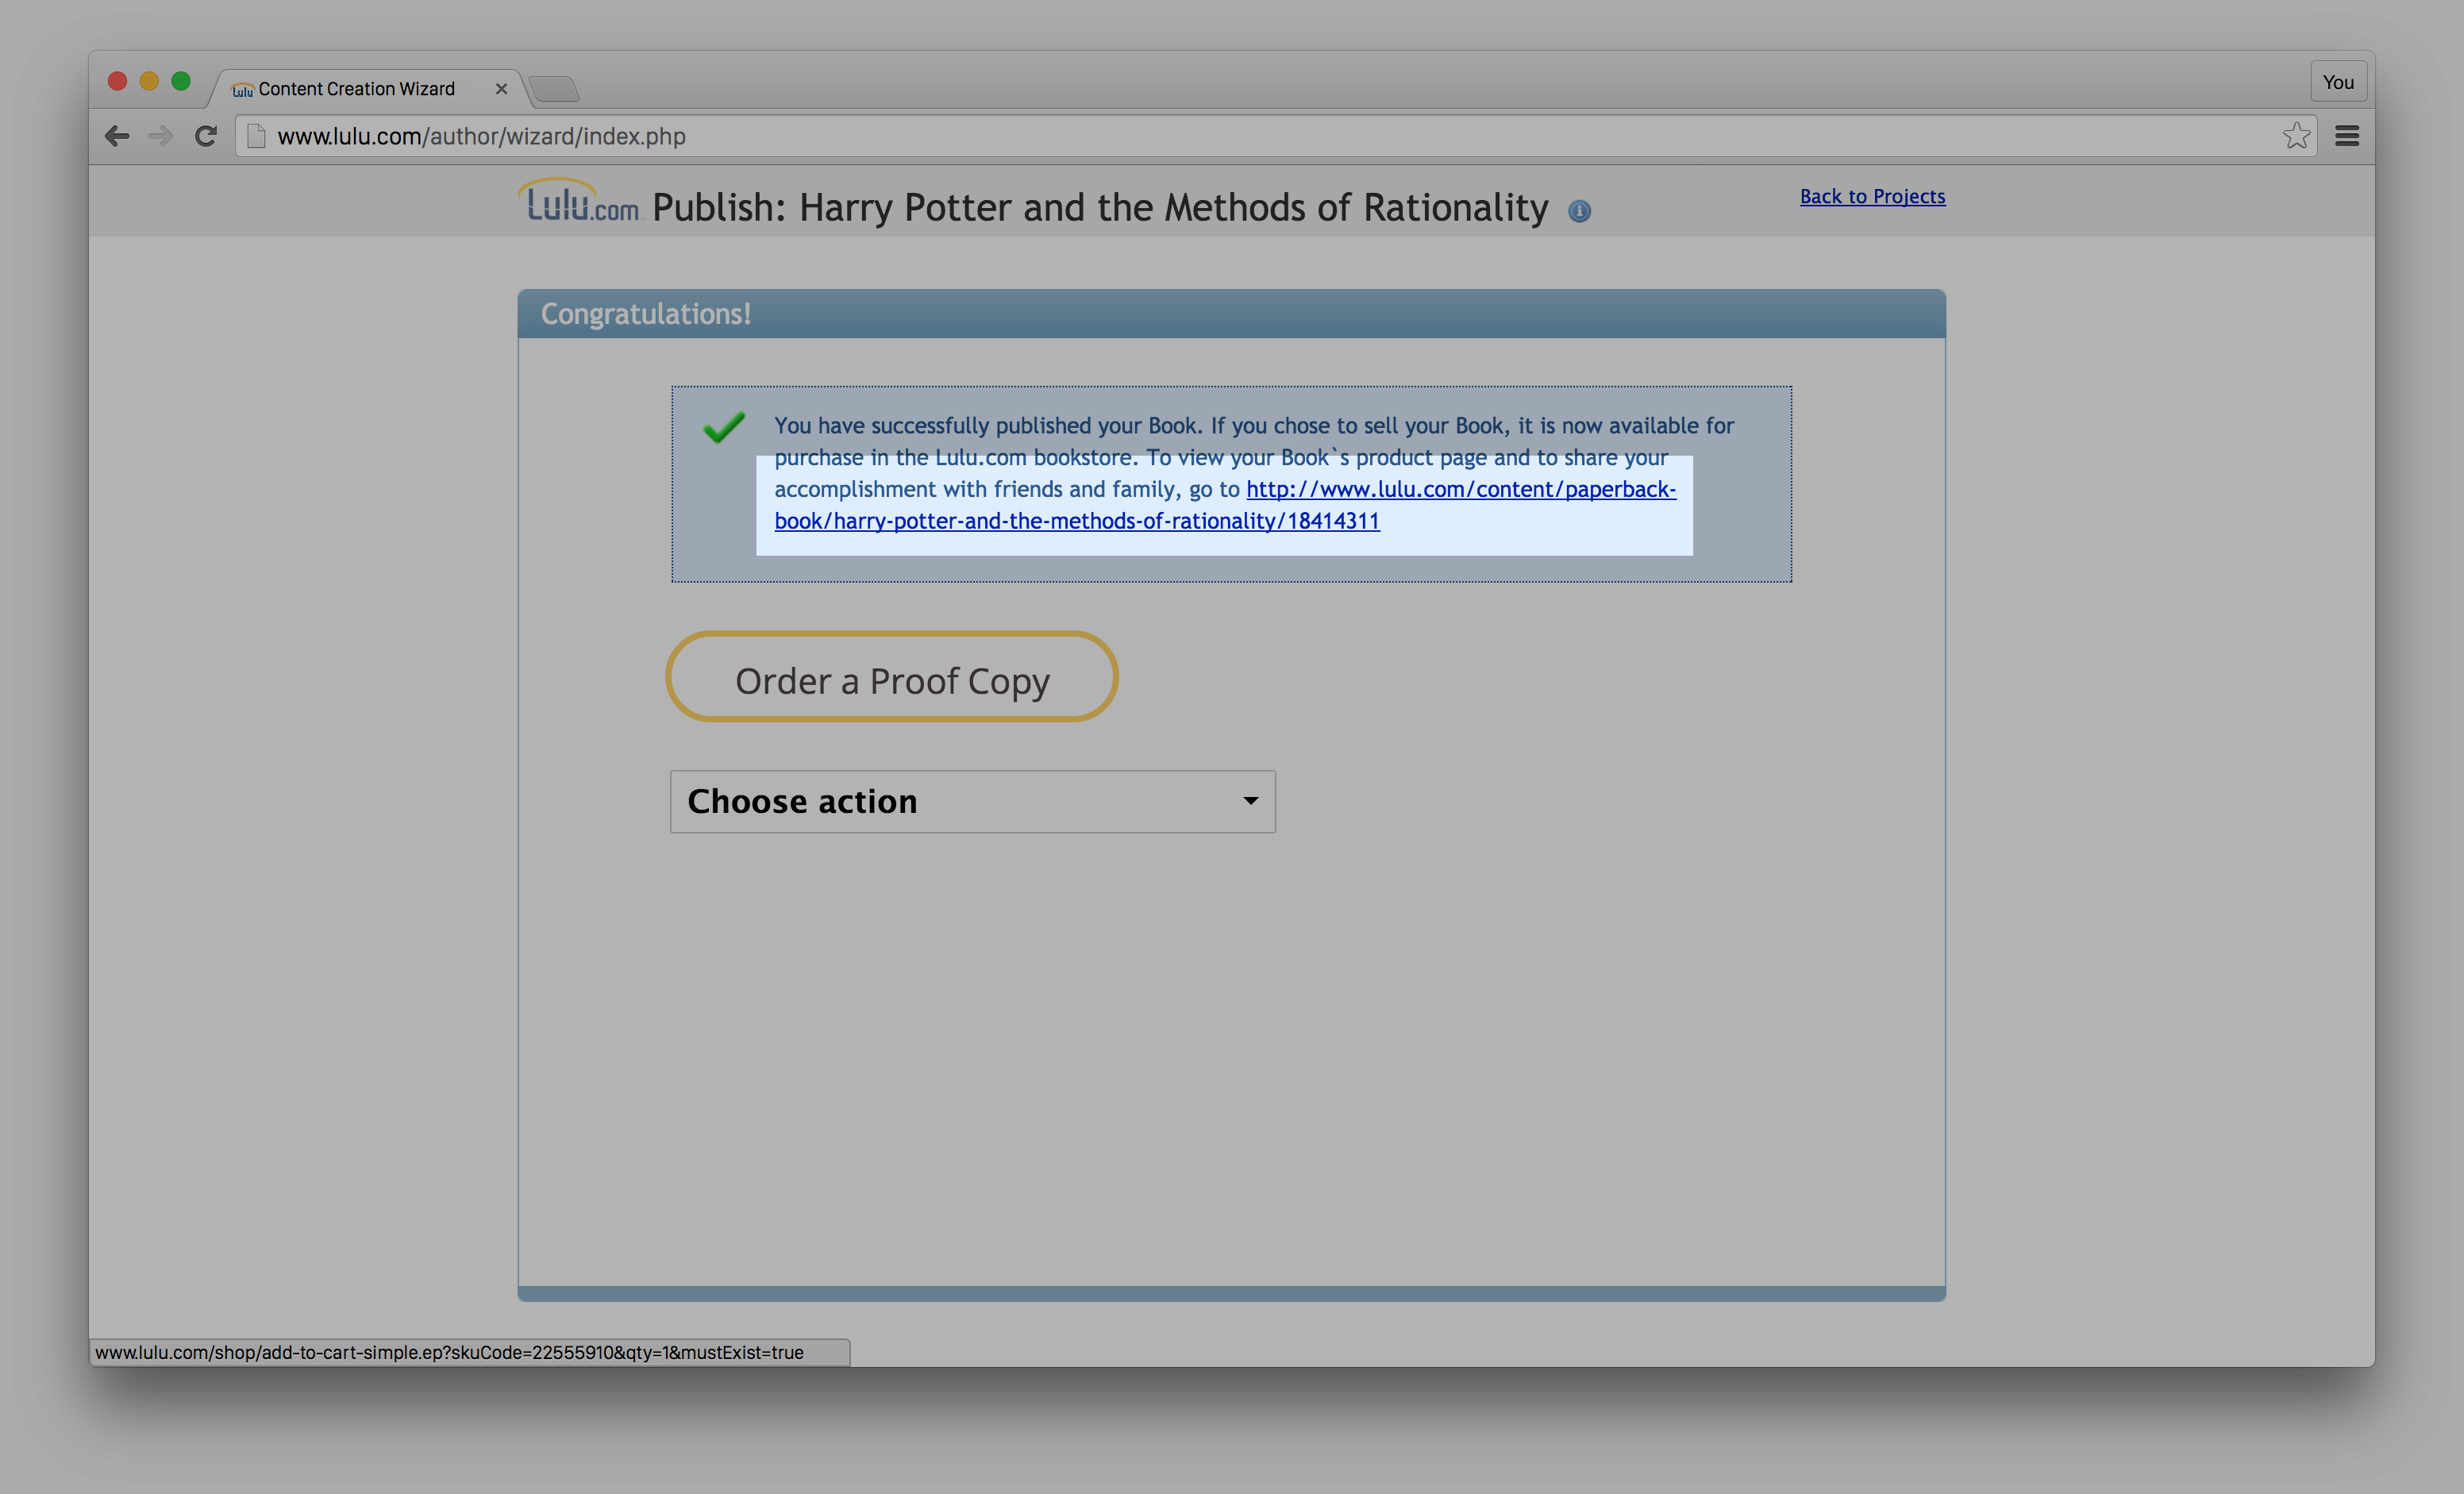 Lulu Content Creation Wizard
You
www.lulu.com/author/wizard/index.php
Lulu.com Publish: Harry Potter and the Methods of Rationality
Back to Projects
Congratulations!
You have successfully published your Book. If you chose to sell your Book, it is now available for
purchase in the Lulu.com bookstore. To view your Book`s product page and to share your
accomplishment with friends and family, go to http://www.lulu.com/content/paperback-
book/harry-potter-and-the-methods-of-rationality/18414311
Order a Proof Copy
Choose action
www.lulu.com/shop/add-to-cart-simple.ep?skuCode=22555910&qty=1&mustExist=true